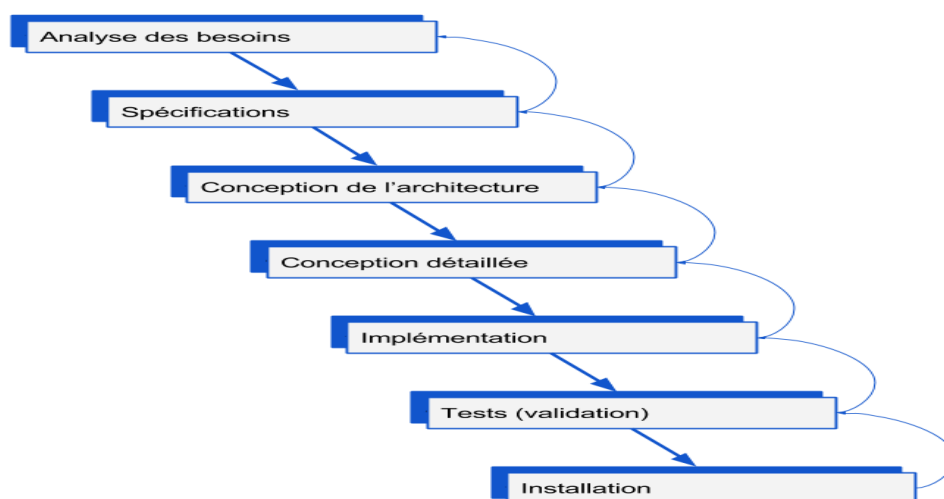 Analyse des besoins
Spécifications
Conception de l'architecture
Conception détaillée
Implémentation
Tests (validation)
Installation